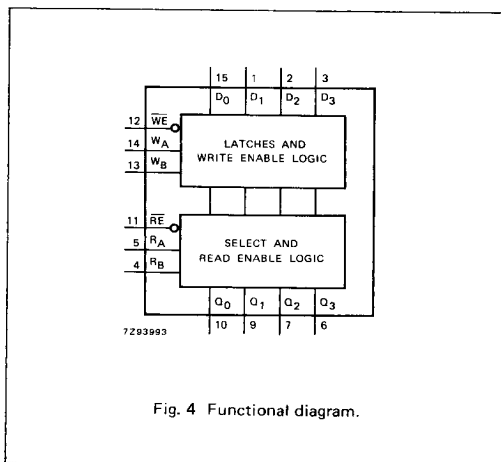 15 1 2 3
D0 D1 D2 D3
12 WE
14 WA
13 WB
LATCHES AND
WRITE ENABLE LOGIC
11 RE
5 RA
4 RB
SELECT AND
READ ENABLE LOGIC
Q0 Q1 Q2 Q3
10 9 7 6
7Z93993
Fig. 4 Functional diagram.